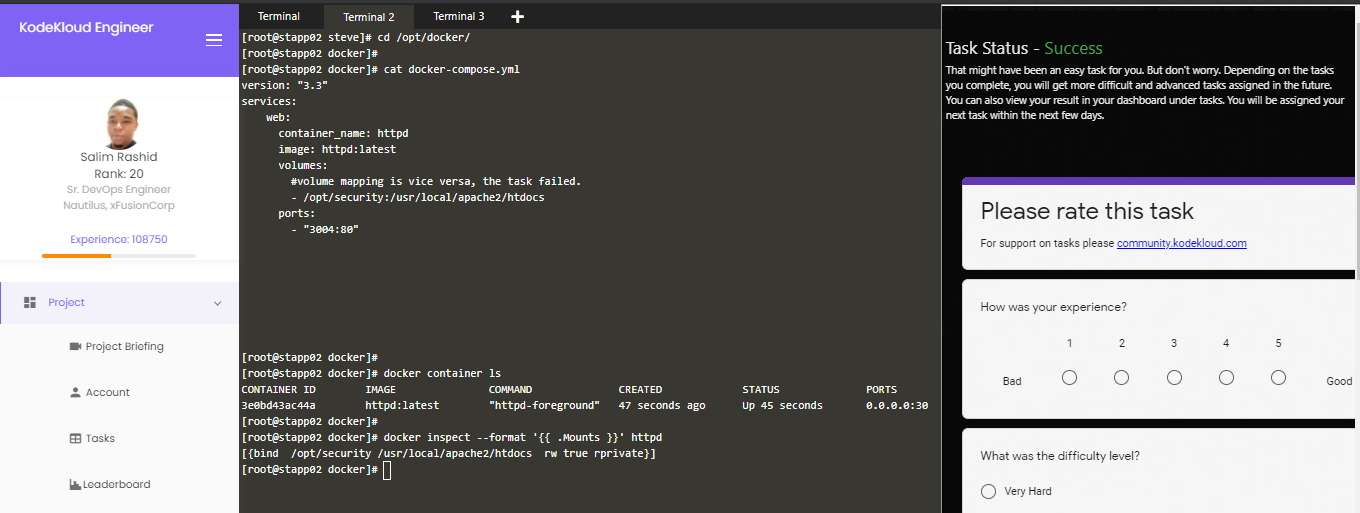 KodeKloud Engineer
Salim Rashid
Rank: 20
Sr. DevOps Engineer
Nautilus, xFusionCorp
Experience: 108750
Project
Project Briefing
Account
Tasks
Leaderboard
Terminal Terminal 2 Terminal 3 +
[root@stapp02 steve]# cd /opt/docker/
[root@stapp02 docker]#
[root@stapp02 docker]# cat docker-compose.yml
version: "3.3"
services:
    web:
      container_name: httpd
      image: httpd:latest
      volumes:
        #volume mapping is vice versa, the task failed.
        - /opt/security:/usr/local/apache2/htdocs
      ports:
        - "3004:80"
[root@stapp02 docker]#
[root@stapp02 docker]# docker container ls
CONTAINER ID        IMAGE               COMMAND              CREATED             STATUS              PORTS
3e0bd43ac44a        httpd:latest        "httpd-foreground"   47 seconds ago      Up 45 seconds       0.0.0.0:30
[root@stapp02 docker]#
[root@stapp02 docker]# docker inspect --format '{{ .Mounts }}' httpd
[{bind  /opt/security /usr/local/apache2/htdocs  rw true rprivate}]
[root@stapp02 docker]#
Task Status - Success
That might have been an easy task for you. But don't worry. Depending on the tasks
you complete, you will get more difficult and advanced tasks assigned in the future.
You can also view your result in your dashboard under tasks. You will be assigned your
next task within the next few days.
Please rate this task
For support on tasks please community.kodekloud.com
How was your experience?
1 2 3 4 5
Bad Good
What was the difficulty level?
Very Hard